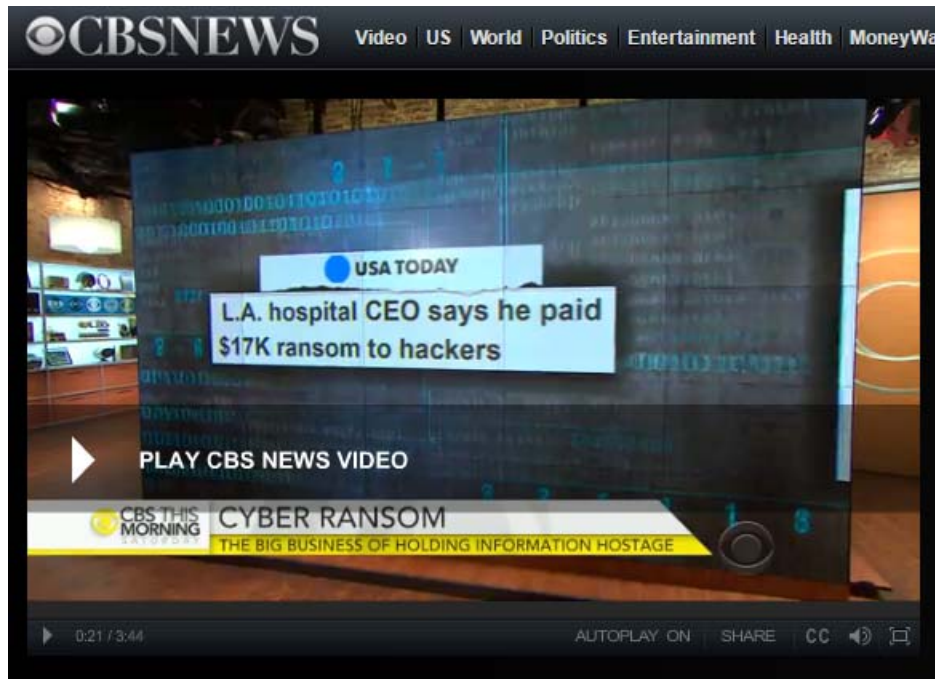 CBSNEWS
Video US World Politics Entertainment Health MoneyWa
USA TODAY
L.A. hospital CEO says he paid
$17K ransom to hackers
PLAY CBS NEWS VIDEO
CBS THIS
MORNING
SATURDAY
CYBER RANSOM
THE BIG BUSINESS OF HOLDING INFORMATION HOSTAGE
0:21 / 3:44
AUTOPLAY ON SHARE CC